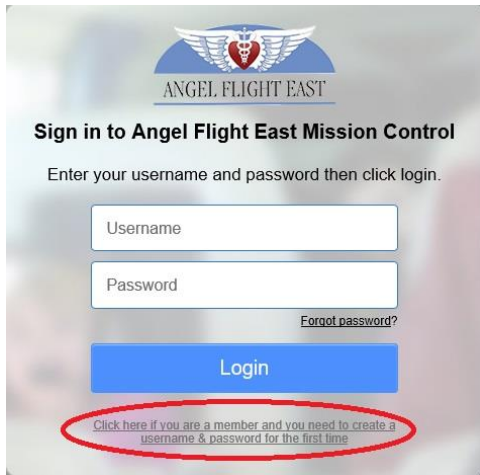 ANGEL FLIGHT EAST
Sign in to Angel Flight East Mission Control
Enter your username and password then click login.
Username
Password
Forgot password?
Login
Click here if you are a member and you need to create a
username & password for the first time